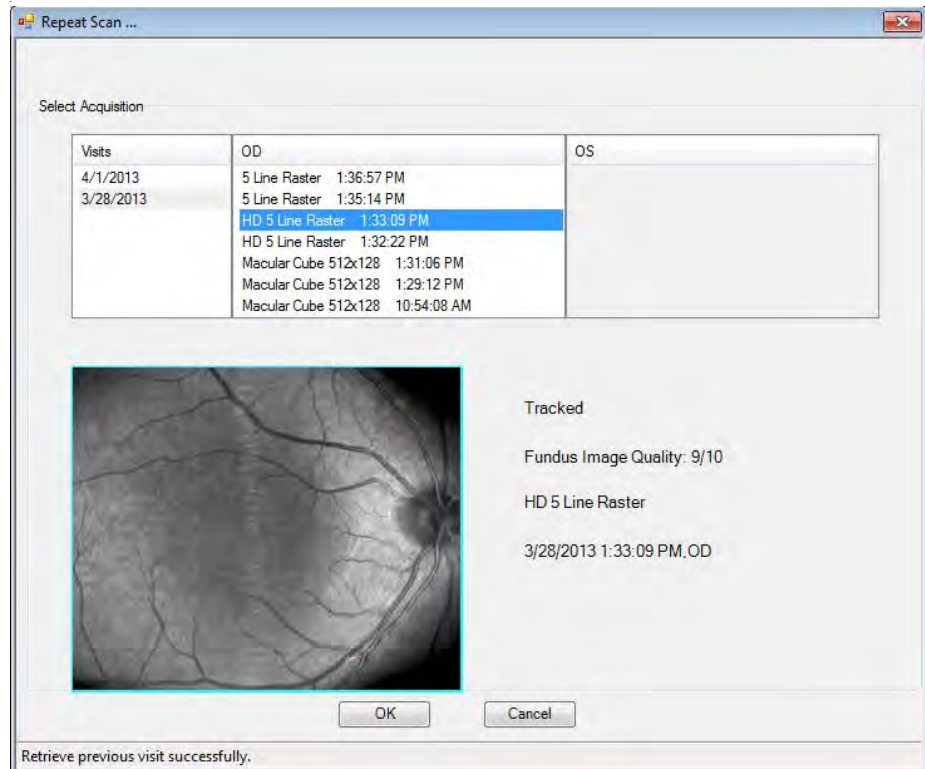 Repeat Scan ...
Select Acquisition
Visits
4/1/2013
3/28/2013
OD
5 Line Raster 1:36:57 PM
5 Line Raster 1:35:14 PM
HD 5 Line Raster 1:33:09 PM
HD 5 Line Raster 1:32:22 PM
Macular Cube 512x128 1:31:06 PM
Macular Cube 512x128 1:29:12 PM
Macular Cube 512x128 10:54:08 AM
OS
Tracked
Fundus Image Quality: 9/10
HD 5 Line Raster
3/28/2013 1:33:09 PM,OD
OK
Cancel
Retrieve previous visit successfully.